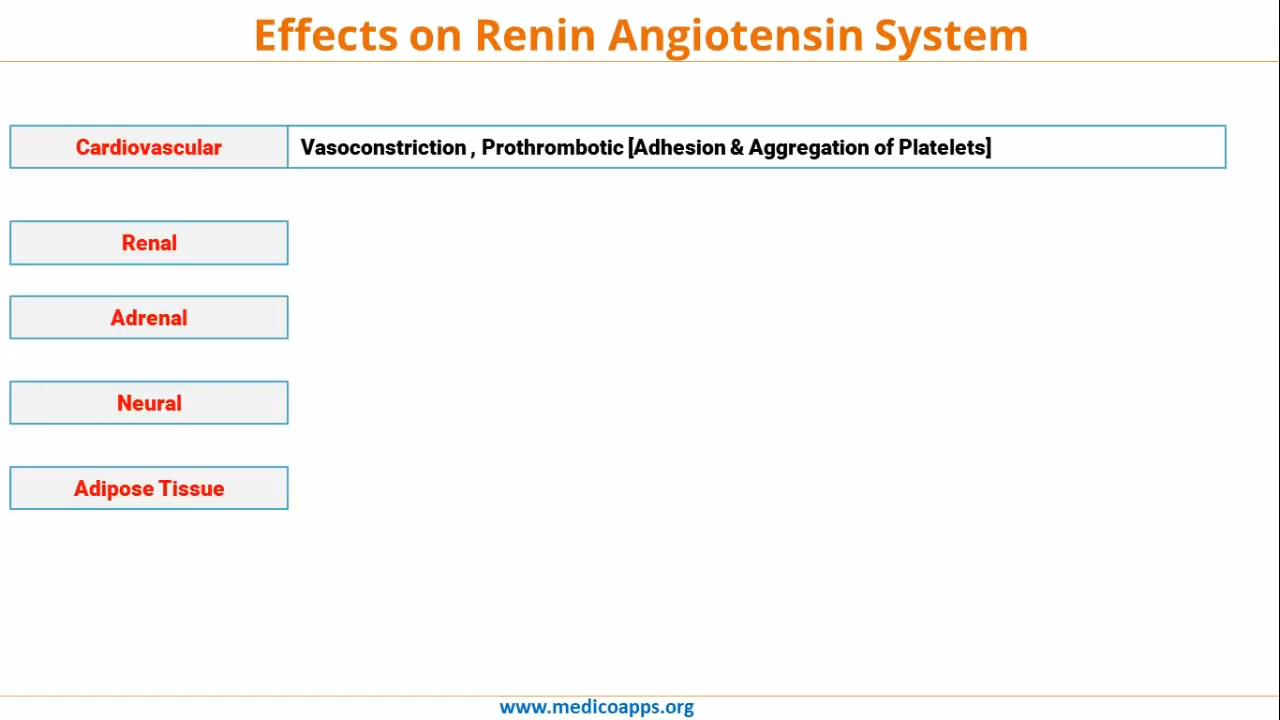 Effects on Renin Angiotensin System
Cardiovascular
Vasoconstriction , Prothrombotic [Adhesion & Aggregation of Platelets]
Renal
Adrenal
Neural
Adipose Tissue
www.medicoapps.org